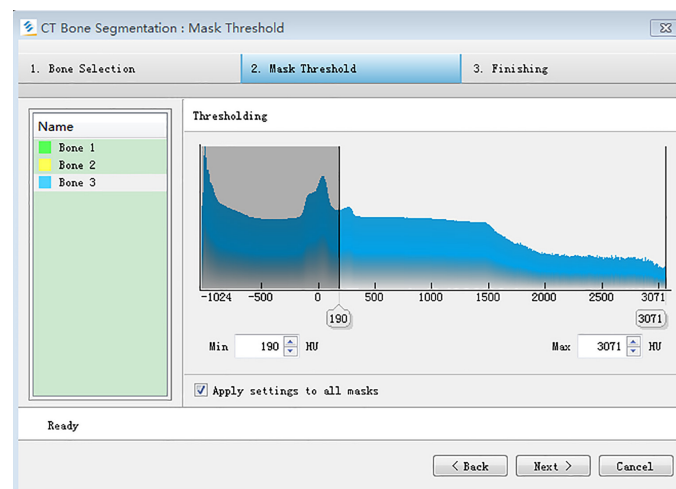 CT Bone Segmentation : Mask Threshold
1. Bone Selection
2. Mask Threshold
3. Finishing
Name
Bone 1
Bone 2
Bone 3
Thresholding
-1024 -500 0 500 1000 1500 2000 2500 3071
190
3071
Min 190 HU
Max 3071 HU
Apply settings to all masks
Ready
< Back
Next >
Cancel